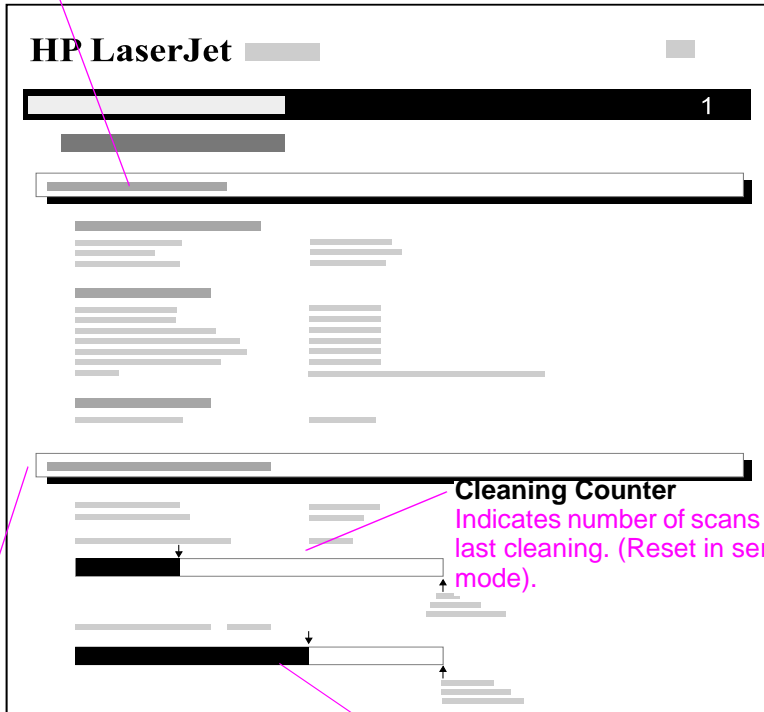 HP LaserJet
1
Cleaning Counter
Indicates number of scans
last cleaning. (Reset in ser
mode).